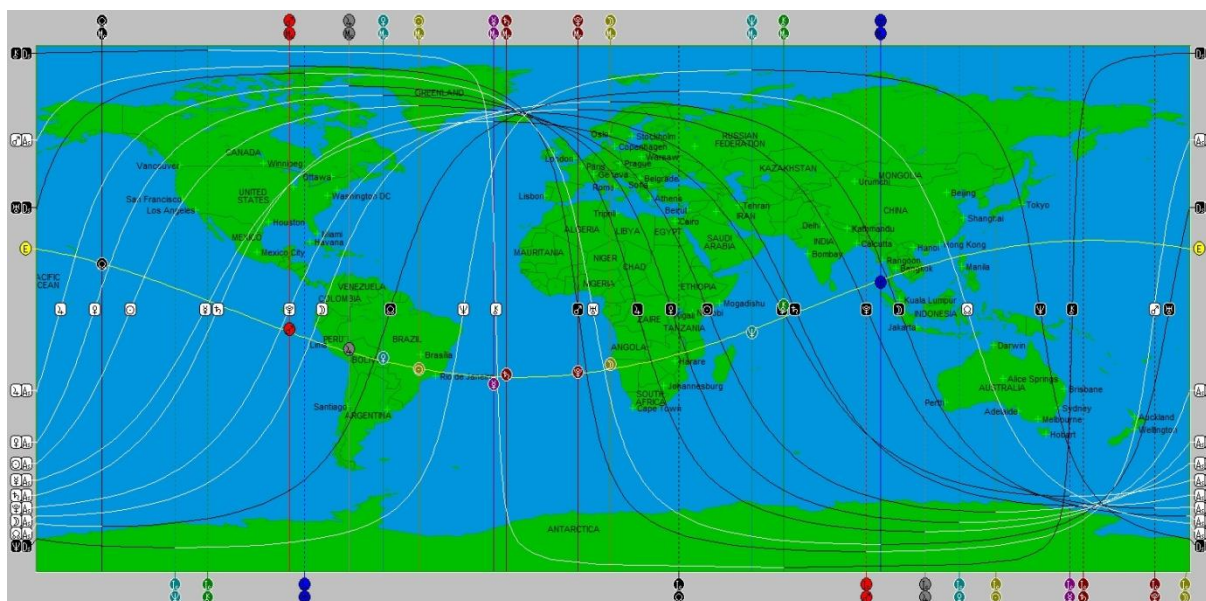 GREENLAND
Oslo
Stockholm
RUSSIAN
FEDERATION
Copenhagen
Warsaw
CANADA
Winnipeg
London
Paris
Prague
KAZAKHSTAN
Vancouver
Geneva
Belgrade
Urumchi
MONGOLIA
Ottawa
Rome
Sofia
UNITED
STATES
Washington DC
Lisbon
Athens
Beijing
San Francisco
Los Angeles
Tripoli
Beirut
Tehran
IRAN
CHINA
Tokyo
Shanghai
Houston
Cairo
Delhi
Kathmandu
MEXICO
Miami
Havana
ALGERIA
LIBYA
EGYPT
SAUDI
ARABIA
INDIA
Calcutta
Hanoi
Hong Kong
E
Mexico City
MAURITANIA
NIGER
CHAD
Bombay
Rangoon
Bangkok
Manila
E
PACIFIC
OCEAN
VENEZUELA
COLOMBIA
NIGERIA
ETHIOPIA
Mogadishu
Kuala Lumpur
INDONESIA
ZAIRE
Kigali
Nairobi
TANZANIA
Jakarta
Lima
PERU
BRAZIL
Brasilia
ANGOLA
Darwin
Rio de Janeiro
Harare
AUSTRALIA
Alice Springs
Brisbane
Santiago
ARGENTINA
SOUTH
AFRICA
Johannesburg
Cape Town
Perth
Adelaide
Sydney
Melbourne
Auckland
Wellington
Hobart
ANTARCTICA